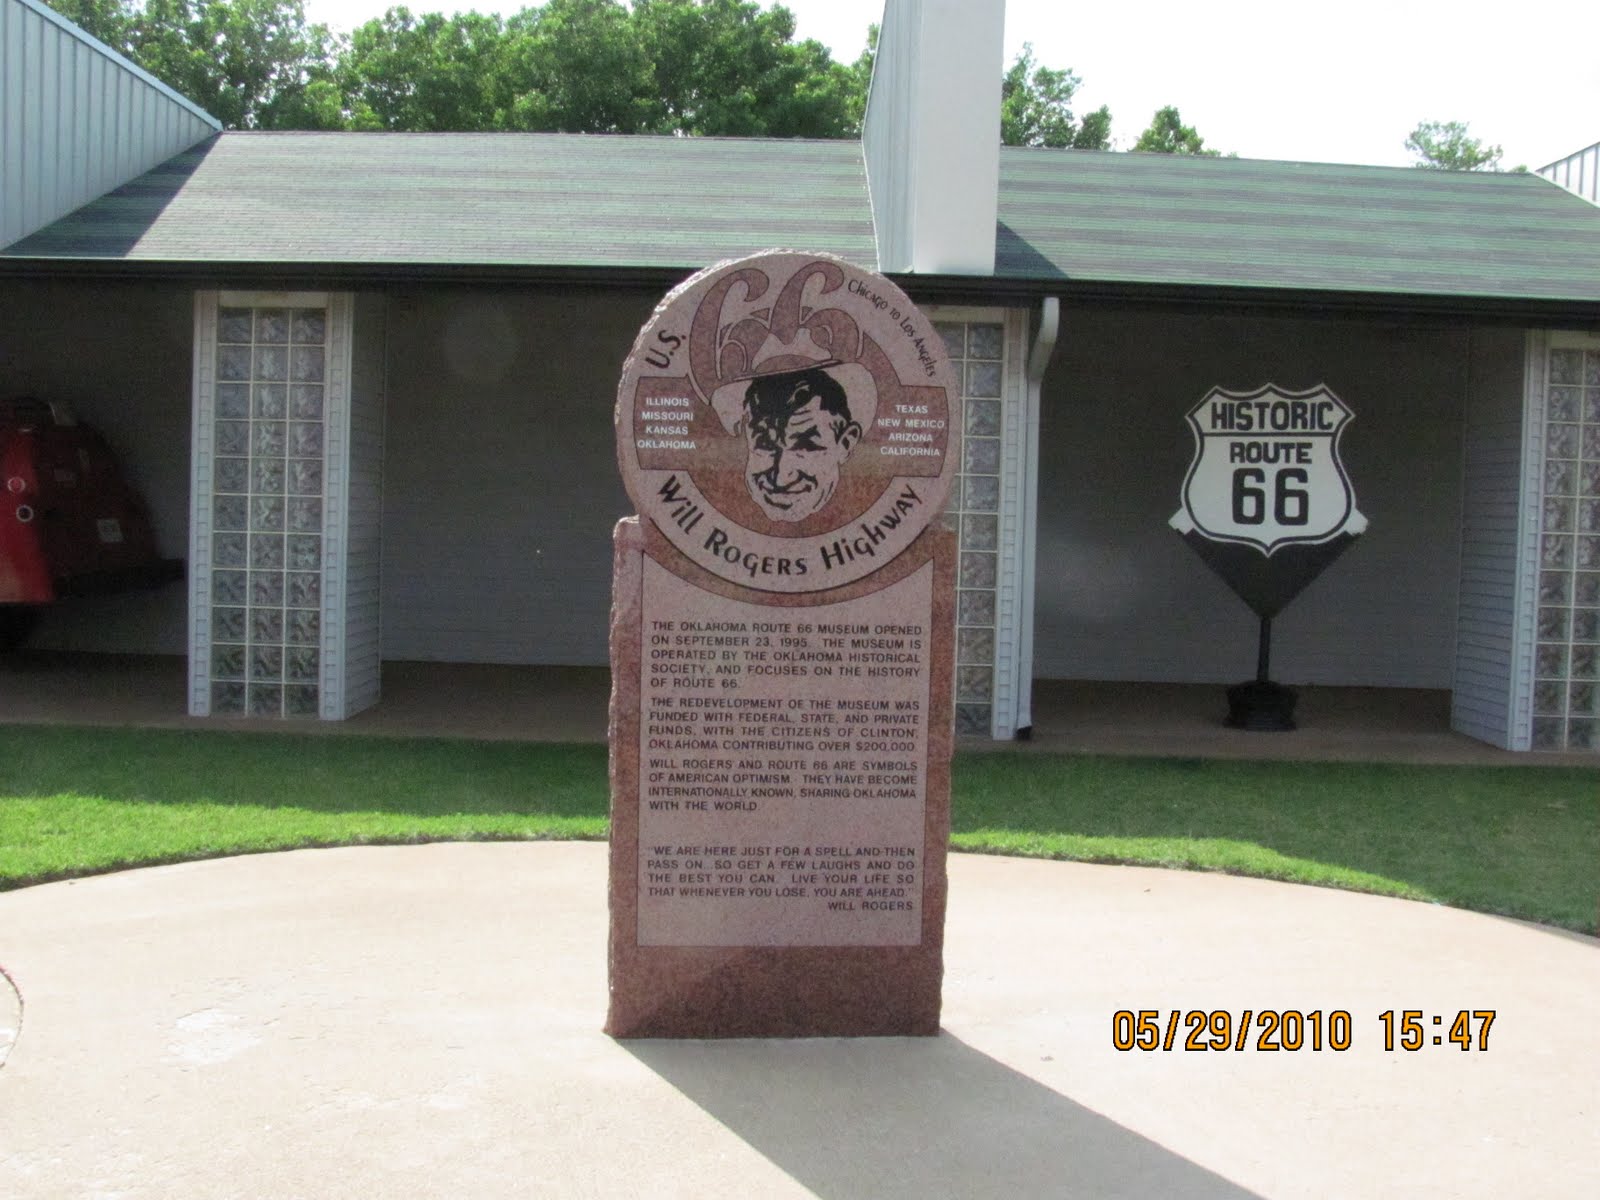 U.S.
66
Chicago to Los Angeles
ILLINOIS
MISSOURI
KANSAS
OKLAHOMA
TEXAS
NEW MEXICO
ARIZONA
CALIFORNIA
Will Rogers Highway
THE OKLAHOMA ROUTE 66 MUSEUM OPENED
ON SEPTEMBER 23, 1995. THE MUSEUM IS
OPERATED BY THE OKLAHOMA HISTORICAL
SOCIETY, AND FOCUSES ON THE HISTORY
OF ROUTE 66.
THE REDEVELOPMENT OF THE MUSEUM WAS
FUNDED WITH FEDERAL, STATE, AND PRIVATE
FUNDS, WITH THE CITIZENS OF CLINTON,
OKLAHOMA CONTRIBUTING OVER $200,000.
WILL ROGERS AND ROUTE 66 ARE SYMBOLS
OF AMERICAN OPTIMISM. THEY HAVE BECOME
INTERNATIONALLY KNOWN, SHARING OKLAHOMA
WITH THE WORLD.
"WE ARE HERE JUST FOR A SPELL AND THEN
PASS ON...SO GET A FEW LAUGHS AND DO
THE BEST YOU CAN. LIVE YOUR LIFE SO
THAT WHENEVER YOU LOSE, YOU ARE AHEAD."
WILL ROGERS
HISTORIC
ROUTE
66
05/29/2010 15:47